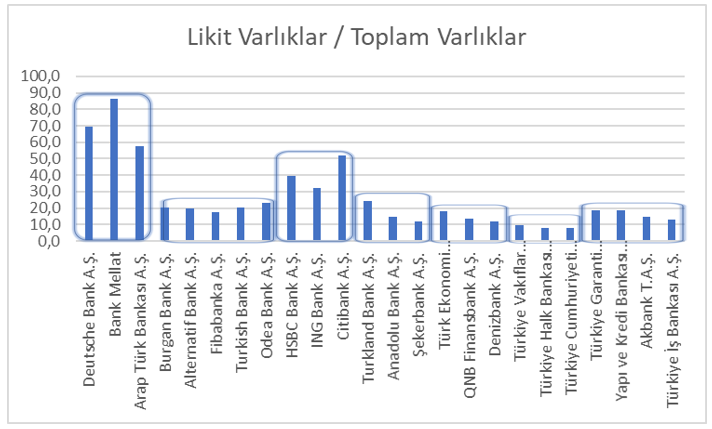 Likit Varlıklar / Toplam Varlıklar
100,0
90,0
80,0
70,0
60,0
50,0
40,0
30,0
20,0
10,0
0,0
Deutsche Bank A.Ş.
Bank Mellat
Arap Türk Bankası A.Ş.
Burgan Bank A.Ş.
Alternatif Bank A.Ş.
Fibabanka A.Ş.
Turkish Bank A.Ş.
Odea Bank A.Ş.
HSBC Bank A.Ş.
ING Bank A.Ş.
Citibank A.Ş.
Turkland Bank A.Ş.
Anadolu Bank A.Ş.
Şekerbank A.Ş.
Türk Ekonomi...
QNB Finansbank A.Ş.
Denizbank A.Ş.
Türkiye Vakıflar...
Türkiye Halk Bankası...
Türkiye Cumhuriyeti...
Türkiye Garanti...
Yapı ve Kredi Bankası...
Akbank T.A.Ş.
Türkiye İş Bankası A.Ş.